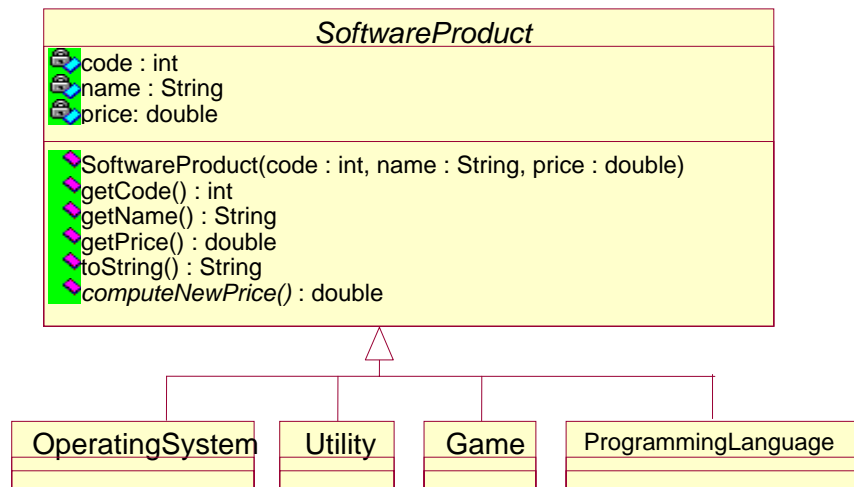 SoftwareProduct
code : int
name : String
price: double
SoftwareProduct(code : int, name : String, price : double)
getCode() : int
getName() : String
getPrice() : double
toString() : String
computeNewPrice() : double
OperatingSystem Utility Game ProgrammingLanguage